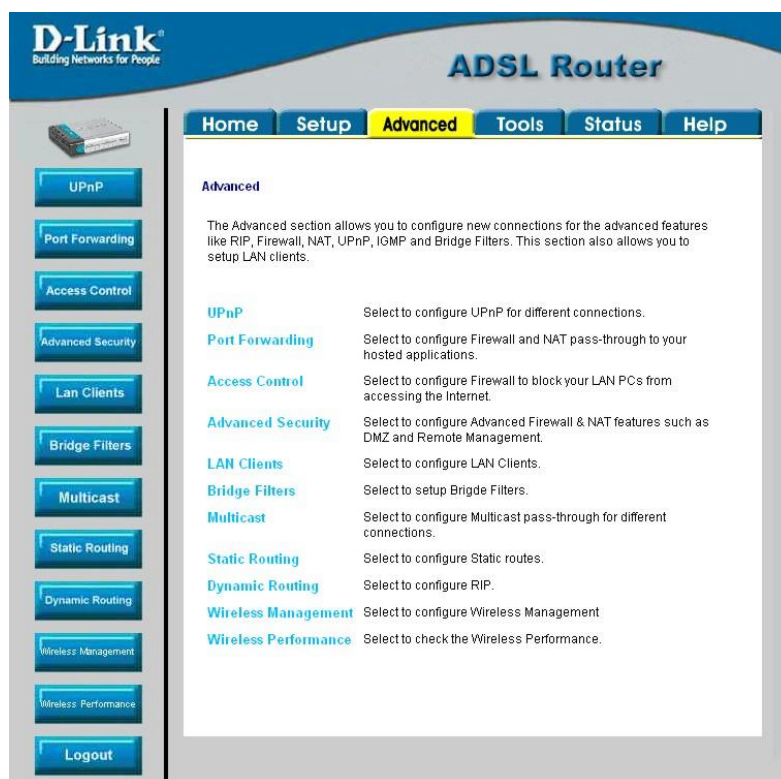 D-Link®
Building Networks for People
ADSL Router
Home Setup Advanced Tools Status Help
UPnP
Port Forwarding
Access Control
Advanced Security
Lan Clients
Bridge Filters
Multicast
Static Routing
Dynamic Routing
Wireless Management
Wireless Performance
Logout
Advanced
The Advanced section allows you to configure new connections for the advanced features
like RIP, Firewall, NAT, UPnP, IGMP and Bridge Filters. This section also allows you to
setup LAN clients.
UPnP Select to configure UPnP for different connections.
Port Forwarding Select to configure Firewall and NAT pass-through to your
hosted applications.
Access Control Select to configure Firewall to block your LAN PCs from
accessing the Internet.
Advanced Security Select to configure Advanced Firewall & NAT features such as
DMZ and Remote Management.
LAN Clients Select to configure LAN Clients.
Bridge Filters Select to setup Brigde Filters.
Multicast Select to configure Multicast pass-through for different
connections.
Static Routing Select to configure Static routes.
Dynamic Routing Select to configure RIP.
Wireless Management Select to configure Wireless Management
Wireless Performance Select to check the Wireless Performance.